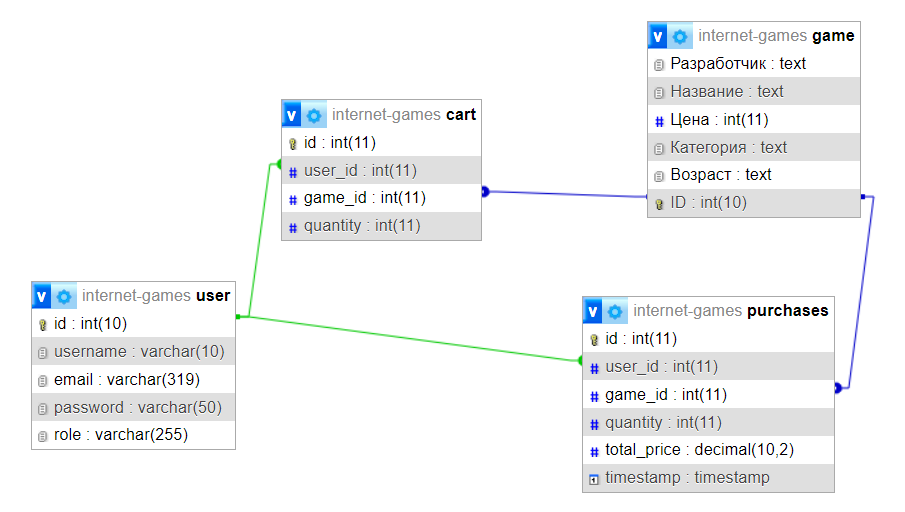 internet-games game
Разработчик : text
Название : text
Цена : int(11)
Категория : text
Возраст : text
ID : int(10)
internet-games cart
id : int(11)
user_id : int(11)
game_id : int(11)
quantity : int(11)
internet-games user
id : int(10)
username : varchar(10)
email : varchar(319)
password : varchar(50)
role : varchar(255)
internet-games purchases
id : int(11)
user_id : int(11)
game_id : int(11)
quantity : int(11)
total_price : decimal(10,2)
timestamp : timestamp